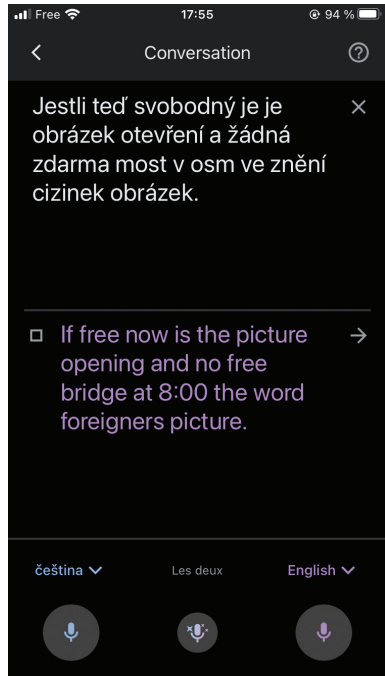 Free 17:55 94 %
Conversation
Jestli teď svobodný je je
obrázek otevření a žádná
zdarma most v osm ve znění
cizinek obrázek.
If free now is the picture
opening and no free
bridge at 8:00 the word
foreigners picture.
čeština Les deux English